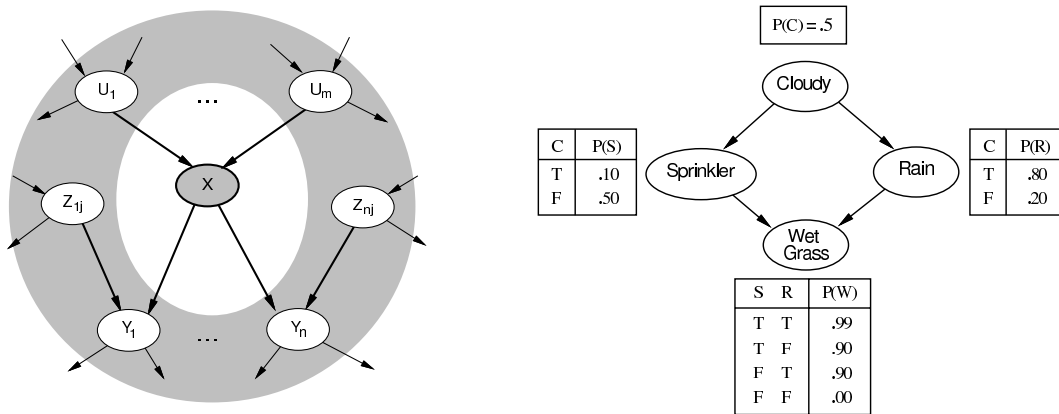 U1
...
Um
X
Z1j
Znj
Y1
...
Yn
P(C) = .5
Cloudy
C P(S)
T .10
F .50
Sprinkler
Rain
C P(R)
T .80
F .20
Wet
Grass
S R P(W)
T T .99
T F .90
F T .90
F F .00